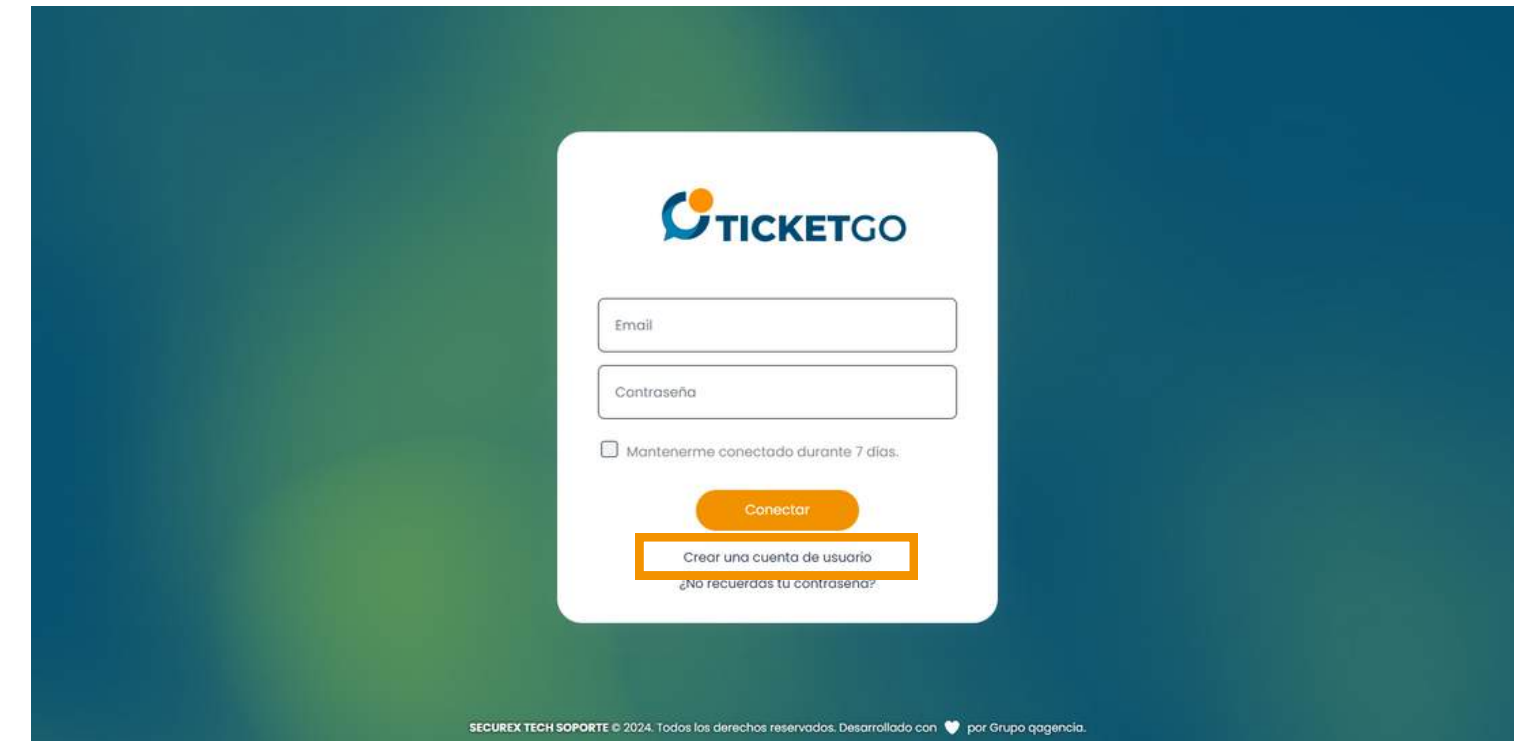 TICKETGO
Email
Contraseña
Mantenerme conectado durante 7 días.
Conectar
Crear una cuenta de usuario
¿No recuerdas tu contraseña?
SECUREX TECH SOPORTE © 2024. Todos los derechos reservados. Desarrollado con 🤍 por Grupo qagencia.